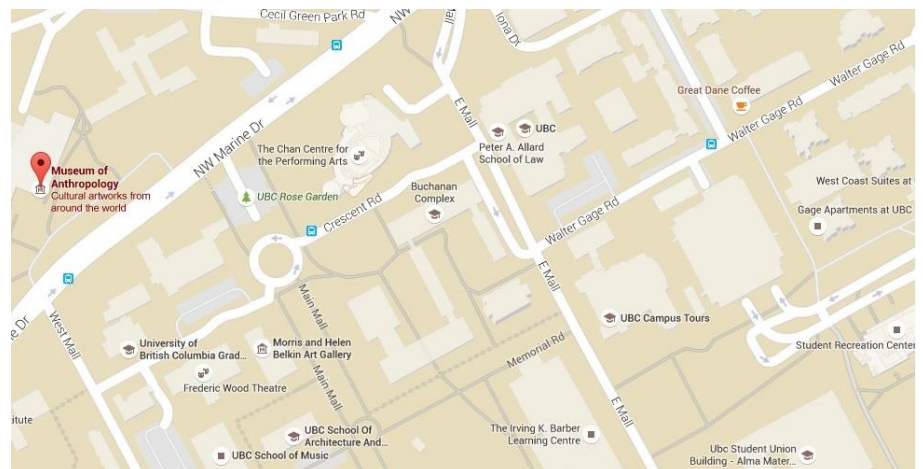 Cecil Green Park Rd
NW
Mall
Iona Dr
Great Dane Coffee
Walter Gage Rd
NW Marine Dr
E Mall
UBC
Walter Gage Rd
The Chan Centre for
the Performing Arts
Peter A. Allard
School of Law
Museum of
Anthropology
Cultural artworks from
around the world
UBC Rose Garden
Crescent Rd
Buchanan
Complex
West Coast Suites at
Walter Gage Rd
Gage Apartments at UBC
E Mall
e Dr
West Mall
Main Mall
UBC Campus Tours
University of
British Columbia Grad...
Morris and Helen
Belkin Art Gallery
Memorial Rd
Student Recreation Center
Frederic Wood Theatre
Main Mall
E Mall
titute
UBC School Of
Architecture And...
UBC School of Music
The Irving K. Barber
Learning Centre
Ubc Student Union
Building - Alma Mater...